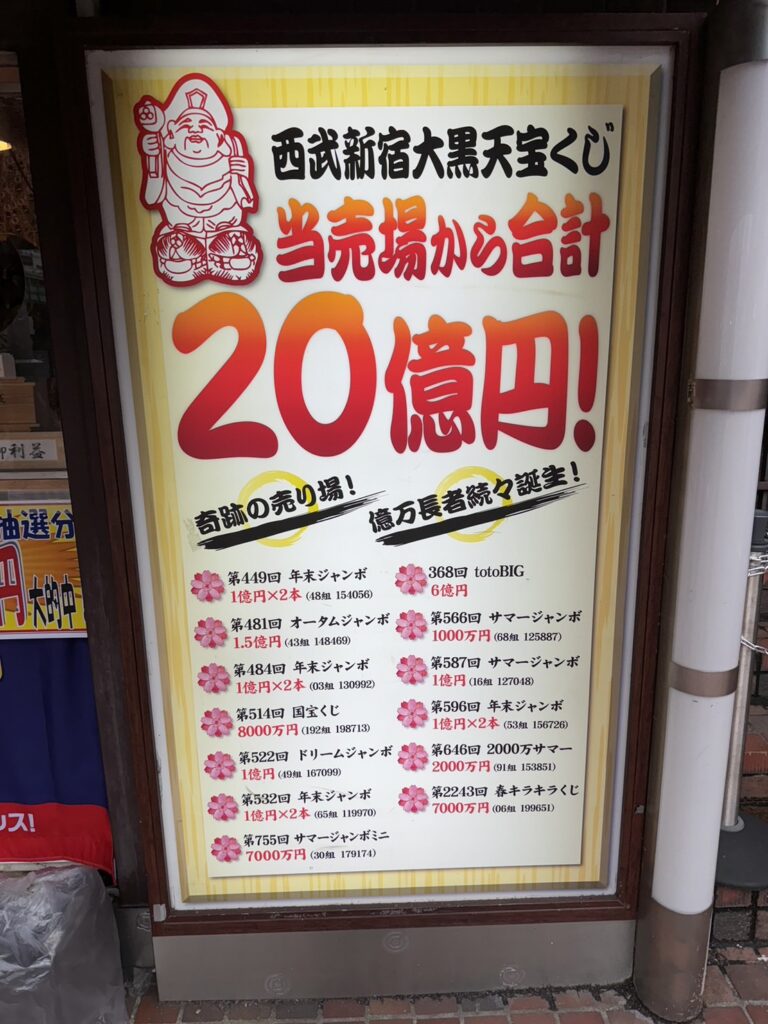 西武新宿大黒天宝くじ
当売場から合計
20億円!
奇跡の売り場!
億万長者続々誕生!
第449回 年末ジャンボ
1億円×2本 (48組 154056)
第481回 オータムジャンボ
1.5億円 (43組 148469)
第484回 年末ジャンボ
1億円×2本 (03組 130992)
第514回 国宝くじ
8000万円 (192組 198713)
第522回 ドリームジャンボ
1億円 (49組 167099)
第532回 年末ジャンボ
1億円×2本 (65組 119970)
第755回 サマージャンボミニ
7000万円 (30組 179174)
368回 totoBIG
6億円
第566回 サマージャンボ
1000万円 (68組 125887)
第587回 サマージャンボ
1億円 (16組 127048)
第596回 年末ジャンボ
1億円×2本 (53組 156726)
第646回 2000万サマー
2000万円 (91組 153851)
第2243回 春キラキラくじ
7000万円 (06組 199651)
御利益
抽選分
円 大的中
ンス!